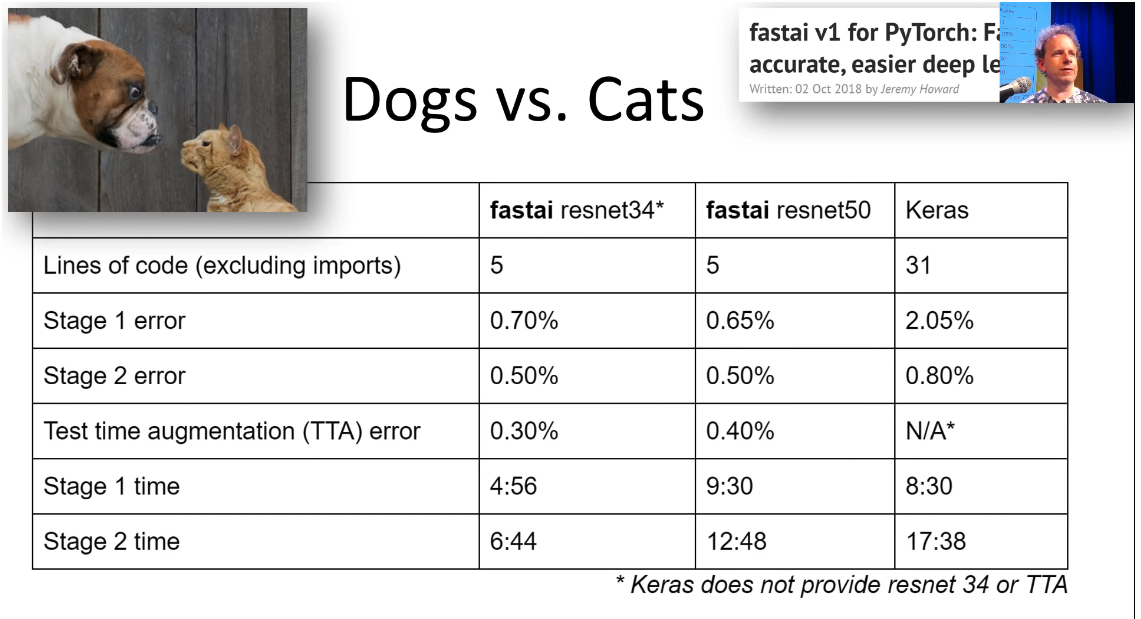 fastai v1 for PyTorch:
accurate, easier deep
Written: 02 Oct 2018 by Jeremy Howard
Dogs vs. Cats
fastai resnet34* fastai resnet50 Keras
Lines of code (excluding imports) 5 5 31
Stage 1 error 0.70% 0.65% 2.05%
Stage 2 error 0.50% 0.50% 0.80%
Test time augmentation (TTA) error 0.30% 0.40% N/A*
Stage 1 time 4:56 9:30 8:30
Stage 2 time 6:44 12:48 17:38
* Keras does not provide resnet 34 or TTA